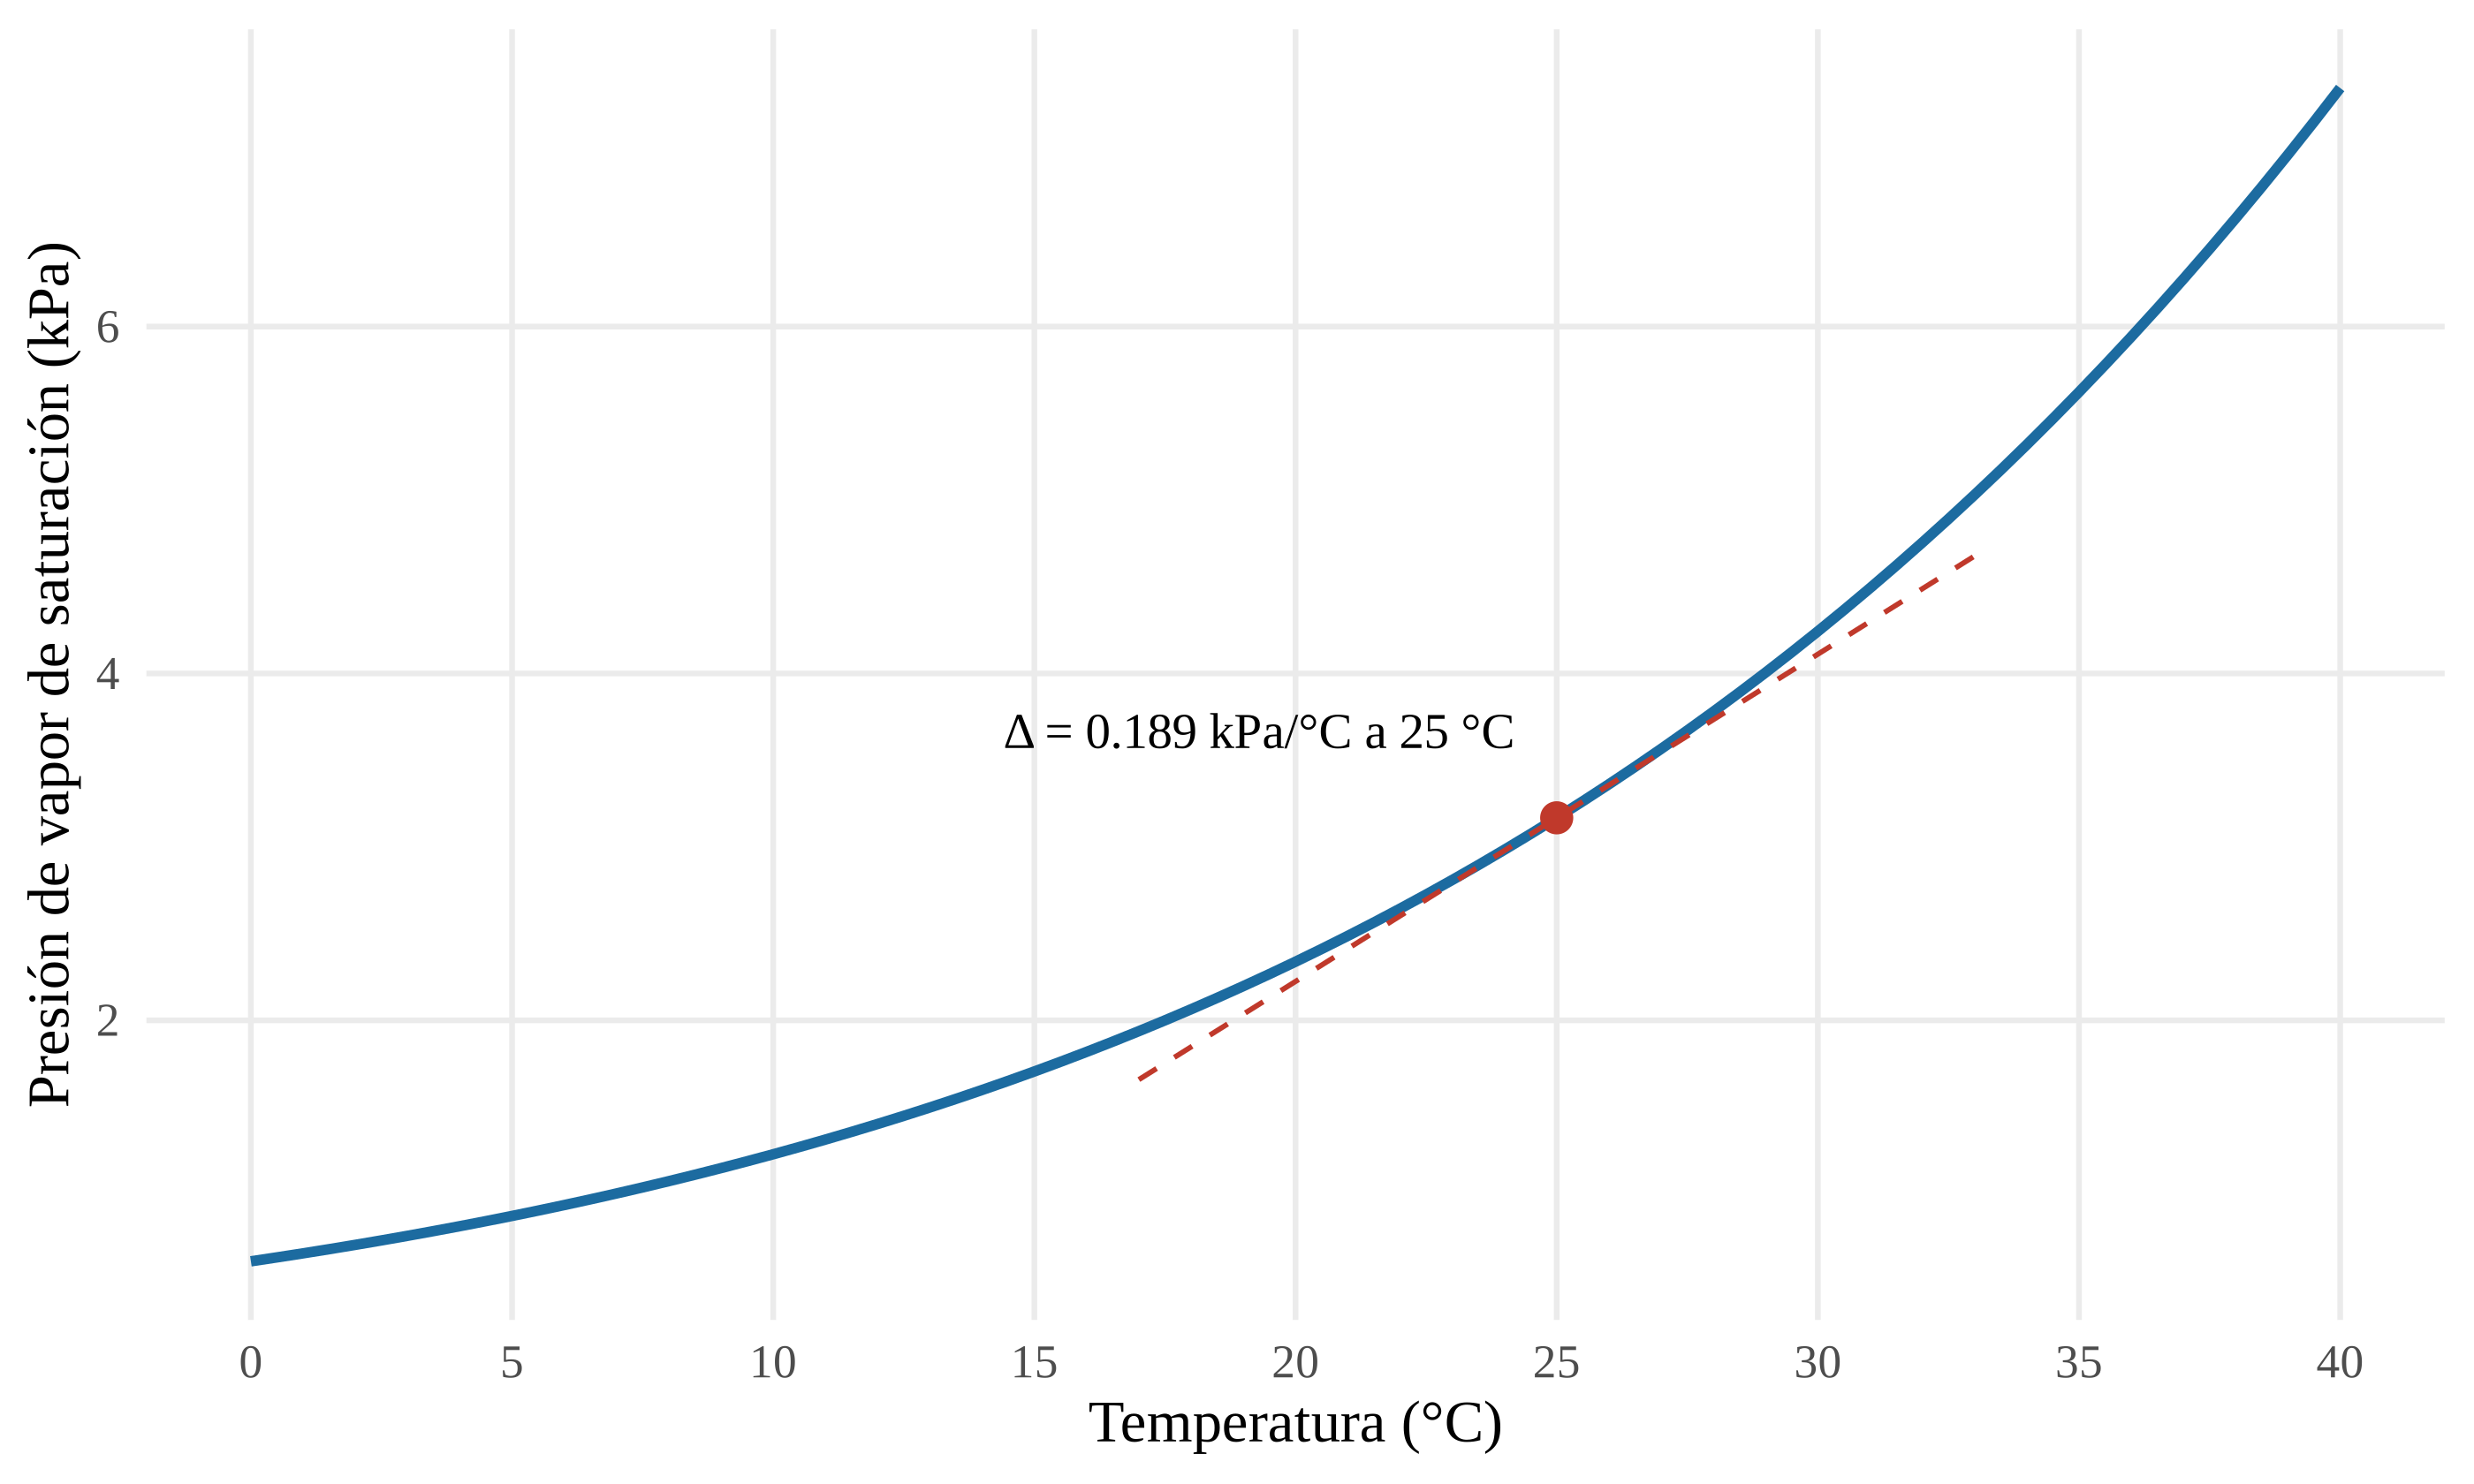 Presión de vapor de saturación (kPa)
6
4
2
Δ = 0.189 kPa/°C a 25 °C
0 5 10 15 20 25 30 35 40
Temperatura (°C)